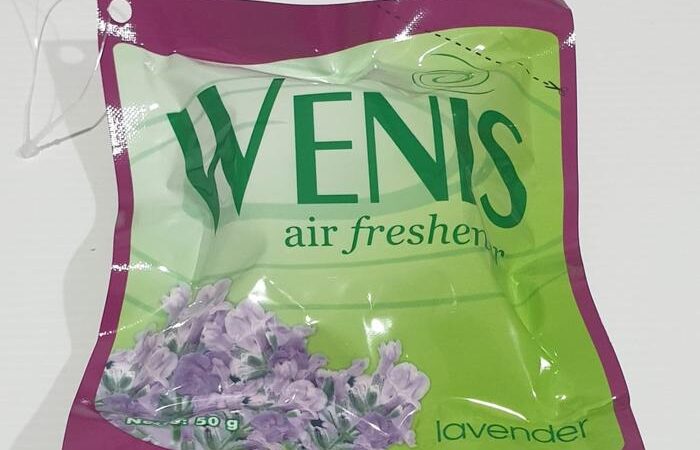 WENIS
air freshener
50 g
lavender